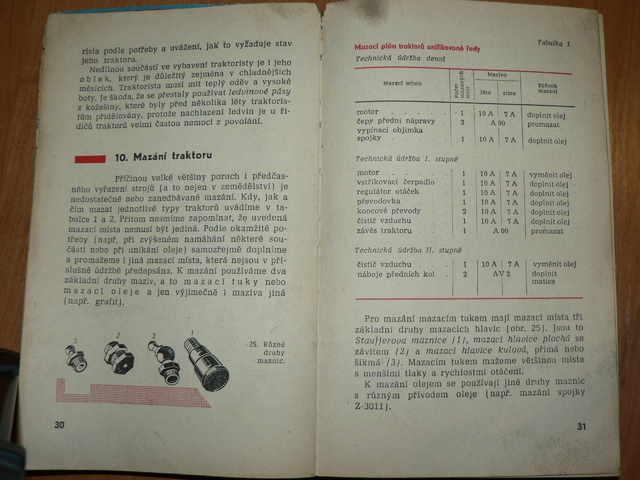 rista podle potřeby a uvážení, jak to vyžaduje stav
jeho traktoru.
Nedílnou součástí ve vybavení traktoristy je i jeho
oblek, který je důležitý zejména v chladnějších
měsících. Traktorista musí mít teplý oděv a vysoké
boty. Je škoda, že se přestaly používat ledvinové pásy
z kožešiny, které byly před několika léty traktoris-
tům přidělovány, protože nachlazení ledvin je u ři-
dičů traktorů velmi častou nemocí z povolání.
10. Mazání traktoru
Příčinou velké většiny poruch i předčas-
ného vyřazení strojů (a to nejen v zemědělství) je
nedostatečné nebo zanedbávané mazání. Kdy, jak a
čím mazat jednotlivé typy traktorů uvádíme v ta-
bulce 1 a 2. Přitom nesmíme zapomínat, že uvedená
mazací místa nemusí být jediná. Podle okamžité po-
třeby (např. při zvýšeném namáhání některé sou-
části nebo při unikání oleje) samozřejmě doplníme
a promažeme i jiná mazací místa, která nejsou v pří-
slušné údržbě předepsána. K mazání používáme dva
základní druhy maziv, a to mazací tuky nebo
mazací oleje a jen výjimečně i maziva jiná
(např. grafit).
3 2 3 1
25. Různé
druhy
maznic.
30
Tabulka 1
Mazací plán traktorů unifikované řady
Technická údržba denní
Mazací místo Počet mazaných míst Mazivo léto zima Způsob mazání
motor 1 10 A 7 A doplnit olej
čepy přední nápravy 3 A 00 promazat
vypínací objímka
spojky 1 10 A 7 A doplnit olej
Technická údržba I. stupně
motor 1 10 A 7 A vyměnit olej
vstřikovací čerpadlo 1 10 A 7 A doplnit olej
regulátor otáček 1 10 A 7 A doplnit olej
převodovka 1 10 A 7 A doplnit olej
koncové převody 2 10 A 7 A doplnit olej
čistič vzduchu 1 10 A 7 A doplnit olej
závěs traktoru 1 A 00 promazat
Technická údržba II. stupně
čistič vzduchu 1 10 A 7 A vyměnit olej
náboje předních kol 2 AV 2 doplnit
matice
Pro mazání mazacím tukem mají mazací místa tři
základní druhy mazacích hlavic (obr. 25). Jsou to
Staufferova maznice (1), mazací hlavice plochá se
závitem (2) a mazací hlavice kulová, přímá nebo
šikmá (3). Mazacím tukem mažeme většinou místa
s menšími tlaky a rychlostmi otáčení.
K mazání olejem se používají jiné druhy maznic
s různým přívodem oleje (např. mazání spojky
Z-3011).
31